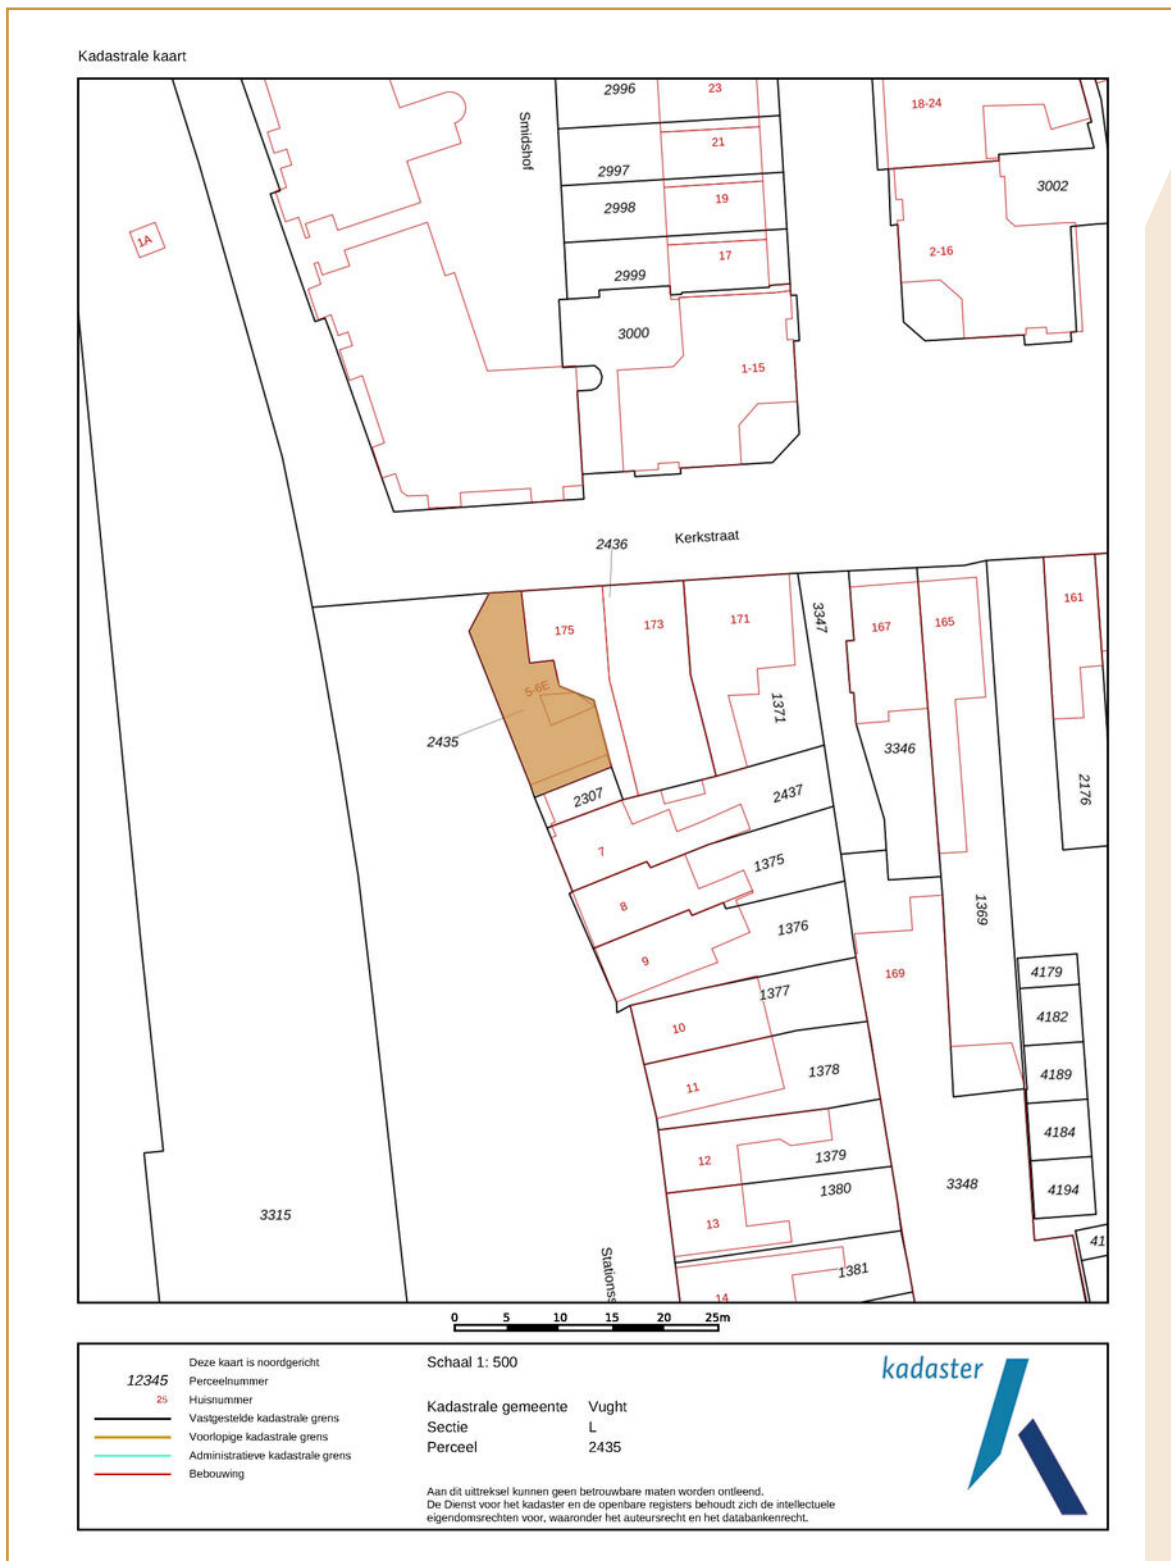 Kadastrale kaart
2996
23
18-24
Smidshof
21
2997
3002
2998
19
1A
2-16
17
2999
3000
1-15
Kerkstraat
2436
175
173
171
3347
167
165
161
5-6E
1371
2435
3346
2307
2437
2176
7
1375
8
1376
1369
9
169
4179
1377
10
4182
1378
11
4189
4184
12
1379
1380
3348
4194
3315
13
41
1381
14
Stationss
0 5 10 15 20 25m
Deze kaart is noordgericht
12345 Perceelnummer
25 Huisnummer
Vastgestelde kadastrale grens
Voorlopige kadastrale grens
Administratieve kadastrale grens
Bebouwing
Schaal 1: 500
Kadastrale gemeente Vught
Sectie L
Perceel 2435
Aan dit uittreksel kunnen geen betrouwbare maten worden ontleend.
De Dienst voor het kadaster en de openbare registers behoudt zich de intellectuele
eigendomsrechten voor, waaronder het auteursrecht en het databankenrecht.
kadaster